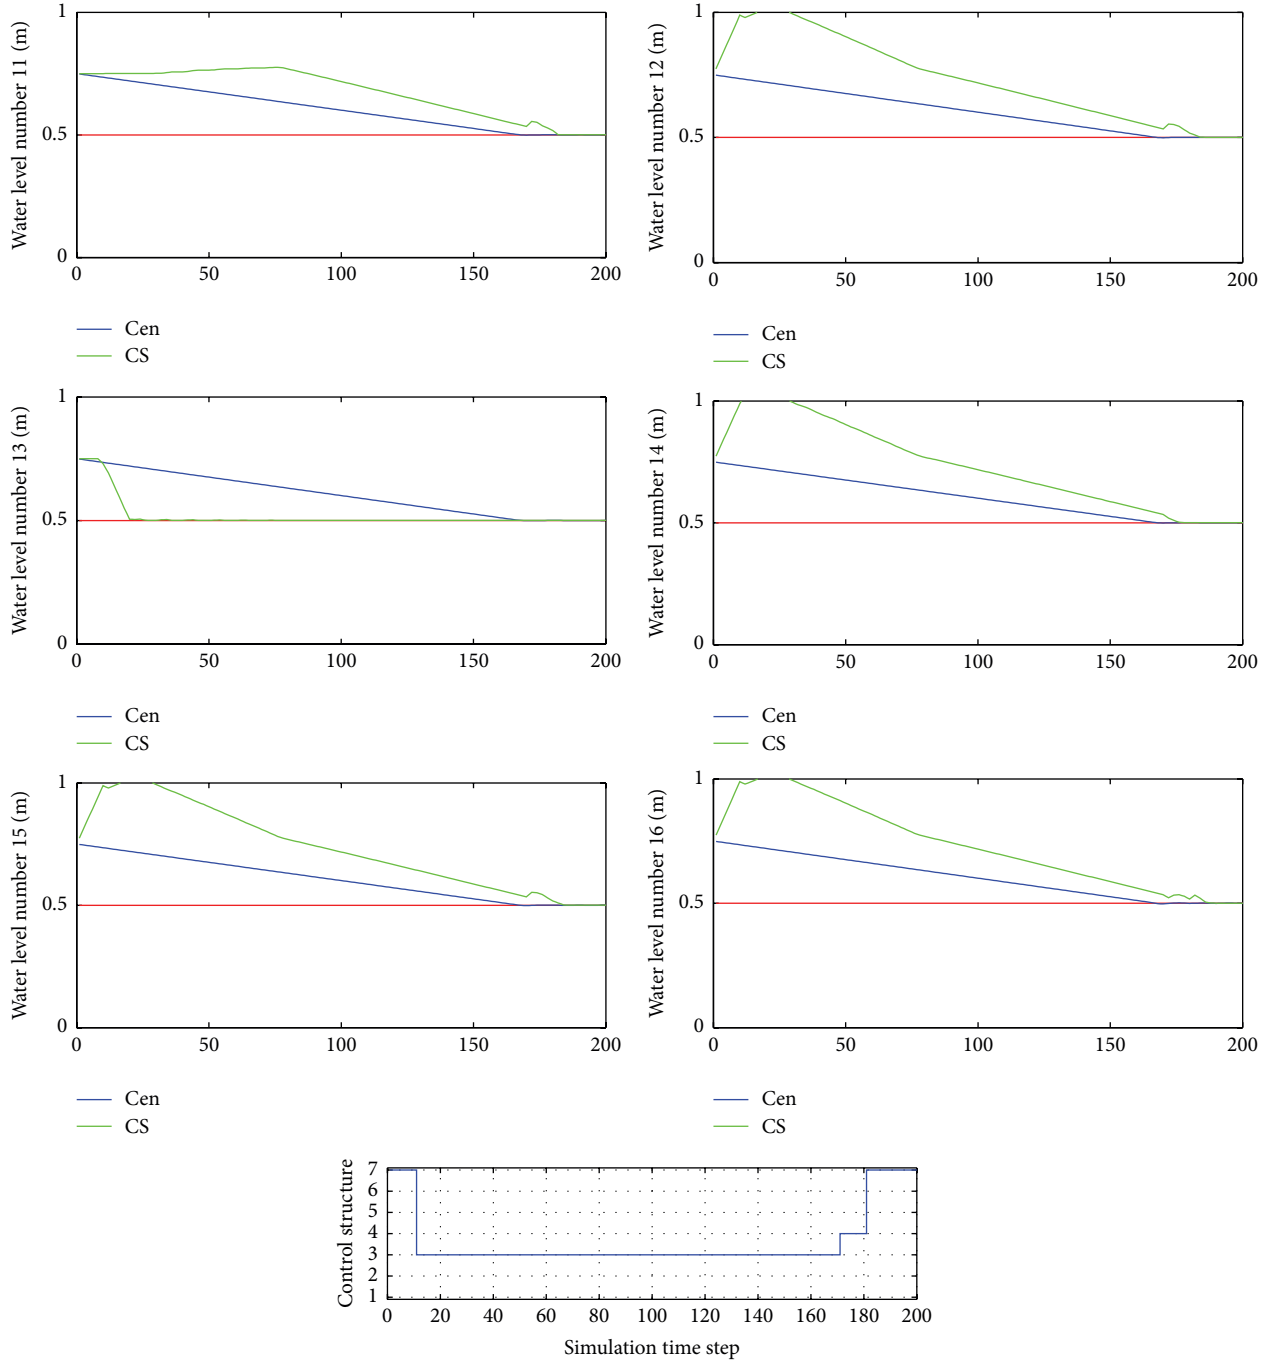 Water level number 11 (m)
1
0.5
0
0 50 100 150 200
Cen
CS
Water level number 12 (m)
1
0.5
0
0 50 100 150 200
Cen
CS
Water level number 13 (m)
1
0.5
0
0 50 100 150 200
Cen
CS
Water level number 14 (m)
1
0.5
0
0 50 100 150 200
Cen
CS
Water level number 15 (m)
1
0.5
0
0 50 100 150 200
Cen
CS
Water level number 16 (m)
1
0.5
0
0 50 100 150 200
Cen
CS
Control structure
7
6
5
4
3
2
1
0 20 40 60 80 100 120 140 160 180 200
Simulation time step